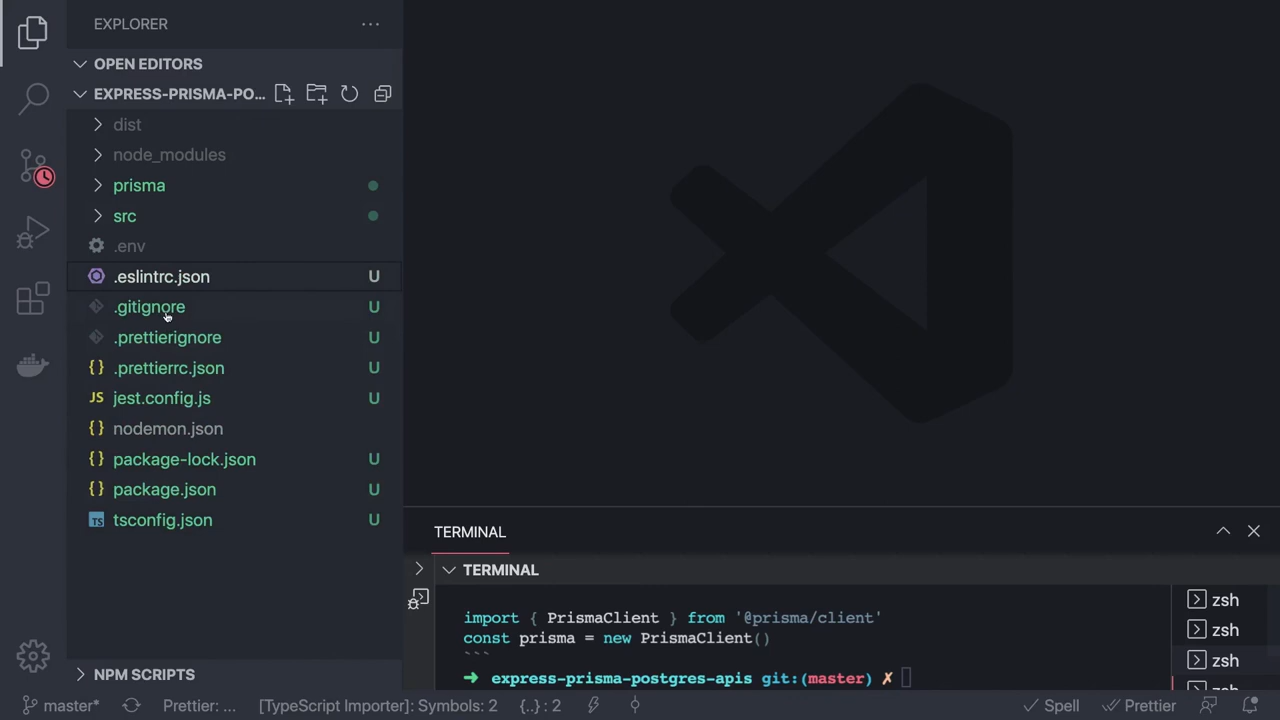 EXPLORER
OPEN EDITORS
EXPRESS-PRISMA-PO...
dist
node_modules
prisma
src
.env
.eslintrc.json U
.gitignore U
.prettierignore U
{} .prettierrc.json U
JS jest.config.js U
{} nodemon.json
{} package-lock.json U
{} package.json U
TS tsconfig.json U
NPM SCRIPTS
TERMINAL
TERMINAL
import { PrismaClient } from '@prisma/client'
const prisma = new PrismaClient()
```
➜ express-prisma-postgres-apis git:(master) ✗
zsh
zsh
zsh
master* Prettier: ... [TypeScript Importer]: Symbols: 2 {..} : 2 Spell Prettier